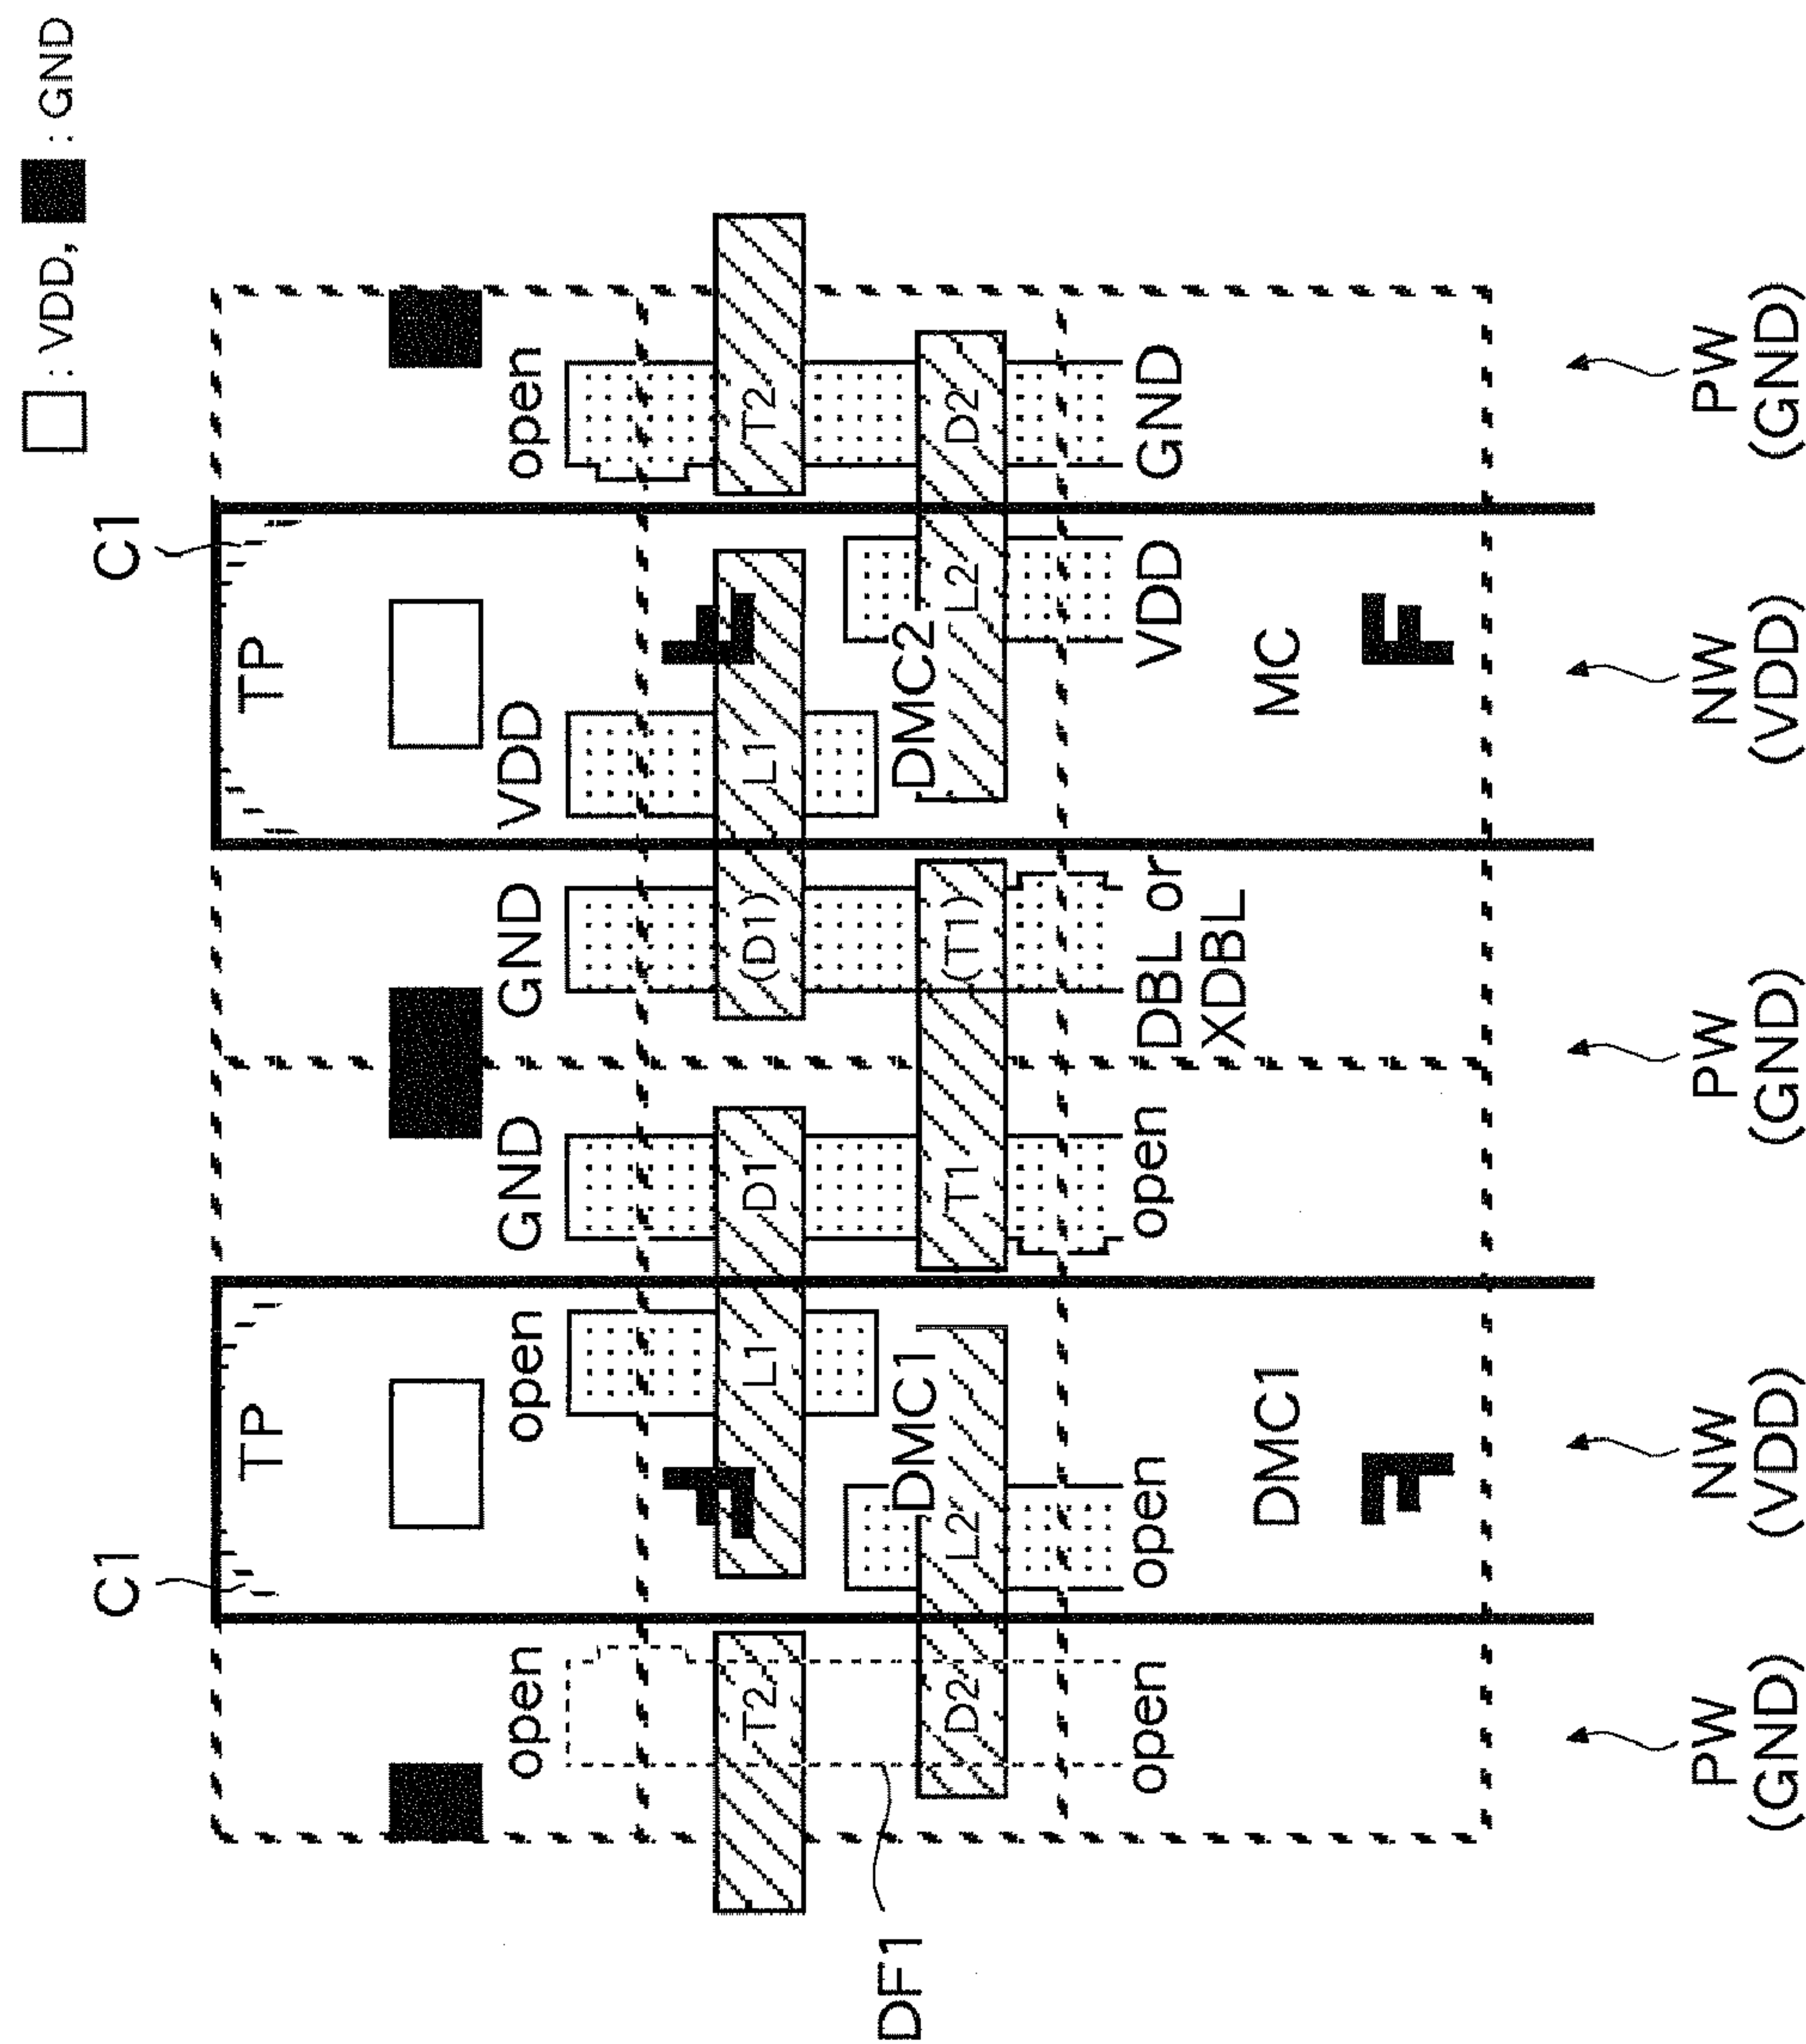 : VDD, : GND
C1
C1
TP
TP
open
open
GND
GND
VDD
open
F
F
T2
L1
D1
(D1)
L1
T2
DF1
DMC1
DMC2
D2
L2
T1
(T1)
L2
D2
open
open
open
DBL or
XDBL
VDD
GND
DMC1
MC
F
F
PW
(GND)
NW
(VDD)
PW
(GND)
NW
(VDD)
PW
(GND)